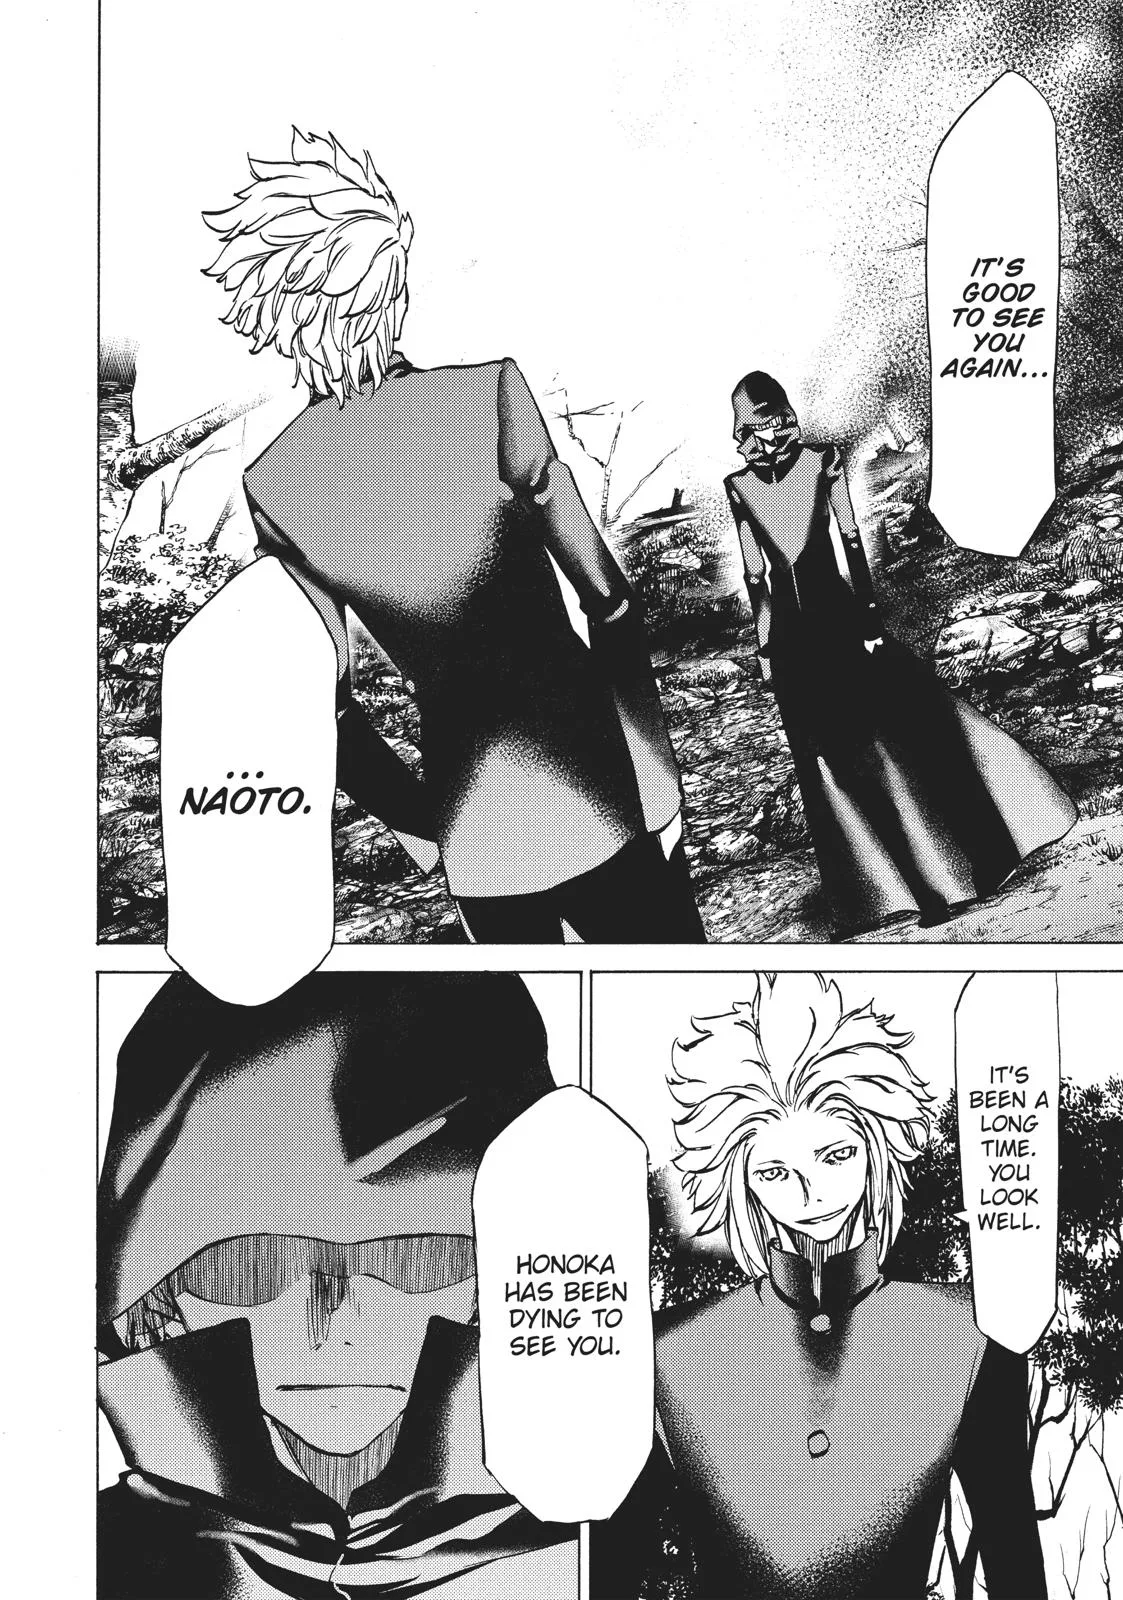 IT'S
GOOD
TO SEE
YOU
AGAIN...
...
NAOTO.
IT'S
BEEN A
LONG
TIME.
YOU
LOOK
WELL.
HONOKA
HAS BEEN
DYING TO
SEE YOU.